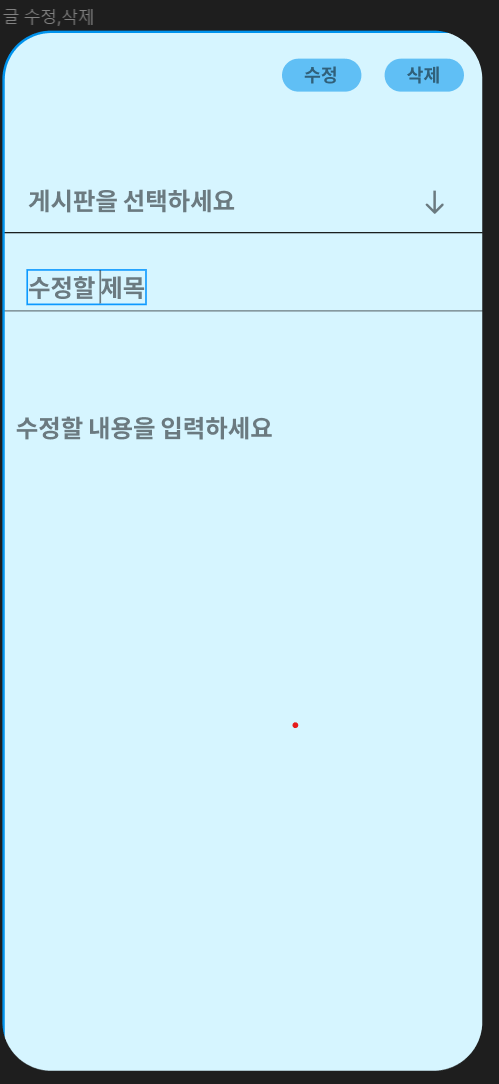 글 수정,삭제
수정 삭제
게시판을 선택하세요
수정할 제목
수정할 내용을 입력하세요